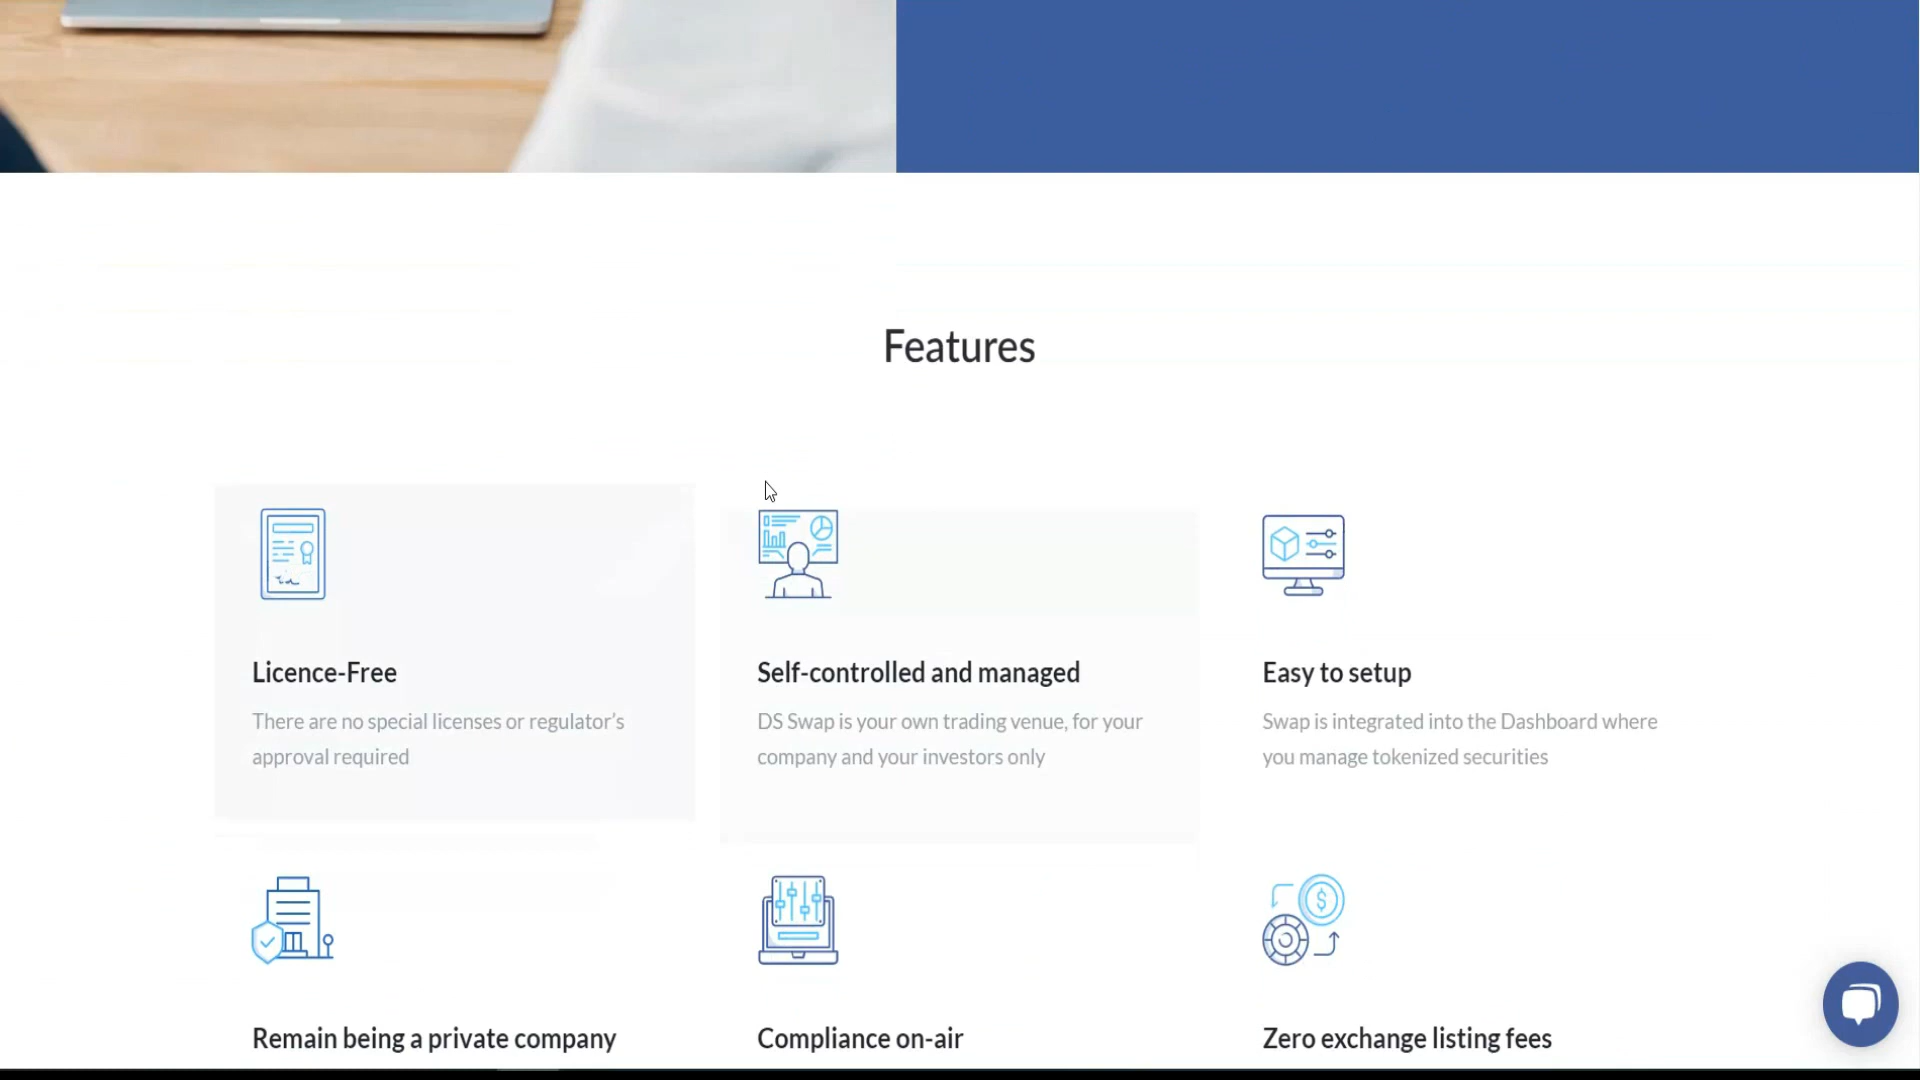 Features
Licence-Free
There are no special licenses or regulator’s
approval required
Self-controlled and managed
DS Swap is your own trading venue, for your
company and your investors only
Easy to setup
Swap is integrated into the Dashboard where
you manage tokenized securities
Remain being a private company
Compliance on-air
Zero exchange listing fees